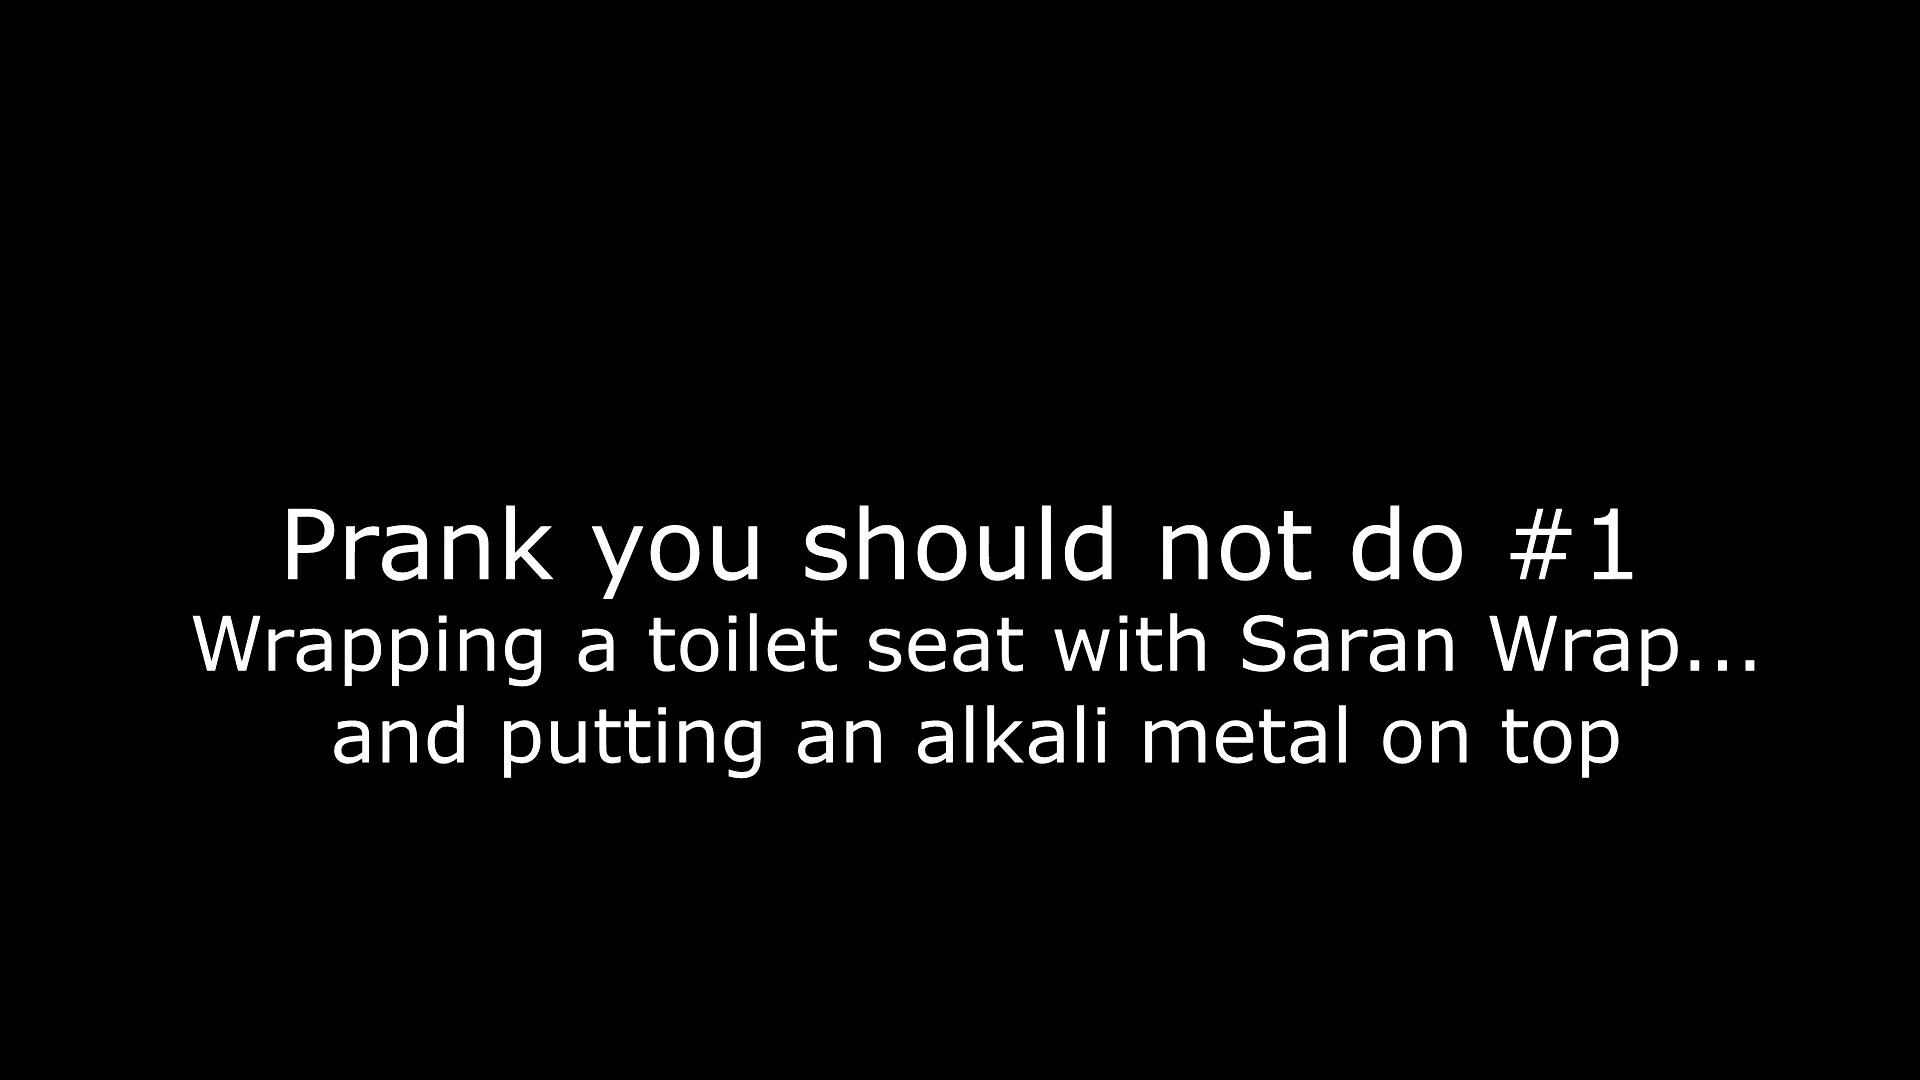 Prank you should not do #1
Wrapping a toilet seat with Saran Wrap...
and putting an alkali metal on top